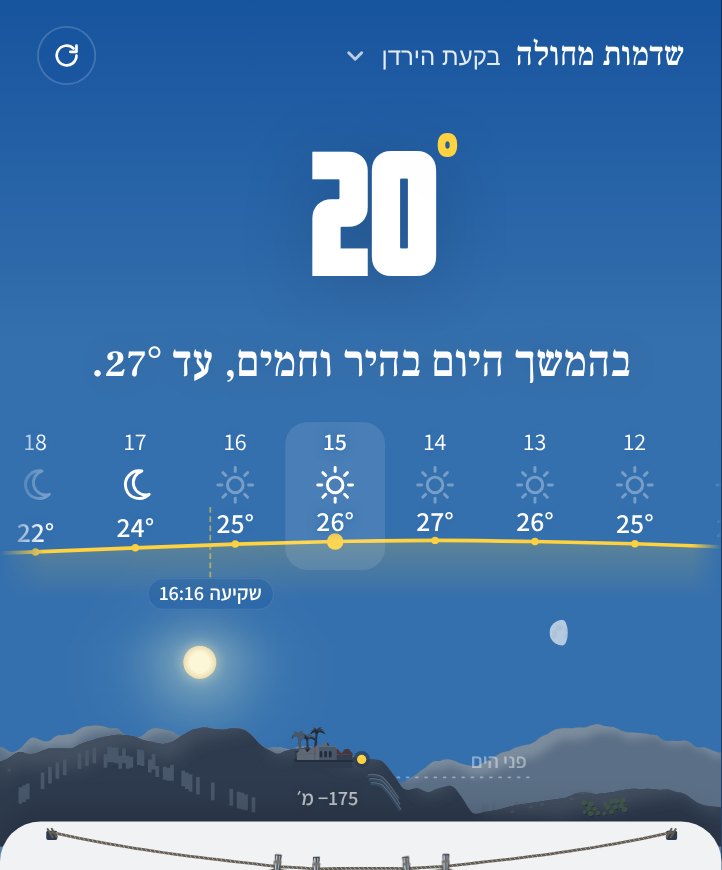 שדמות מחולה בקעת הירדן
20°
בהמשך היום בהיר וחמים, עד 27°.
12 13 14 15 16 17 18
25° 26° 27° 26° 25° 24° 22°
שקיעה 16:16
פני הים
−175 מ׳